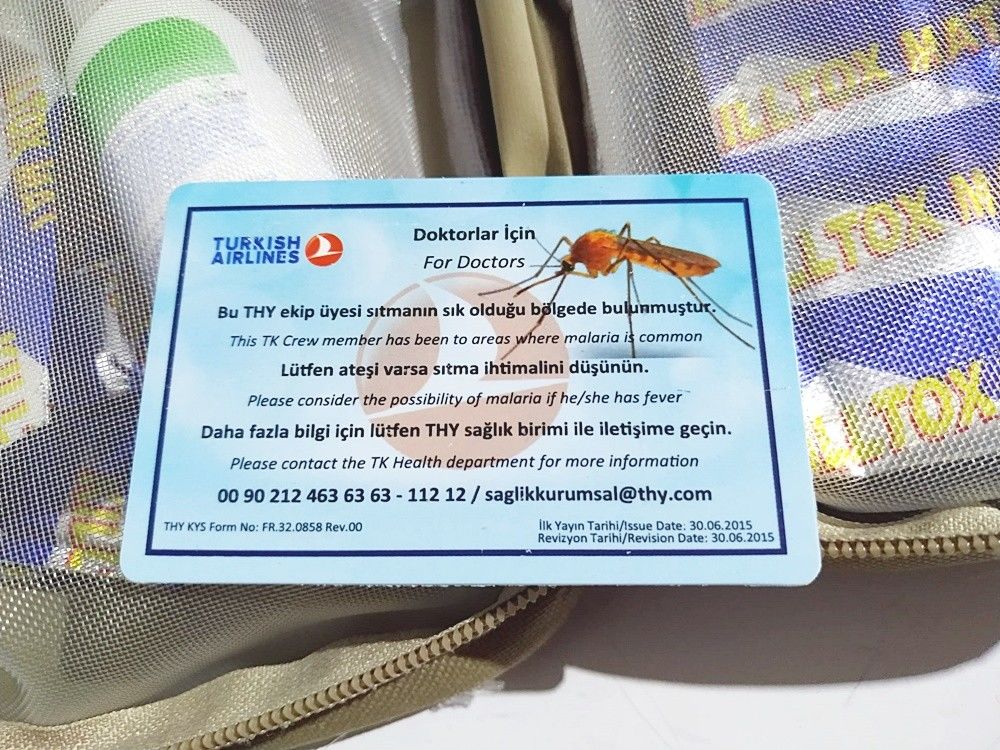 ILLTOX MAT
ILLTOX M
LLTOX
LLTOX
TURKISH
AIRLINES
Doktorlar İçin
For Doctors
Bu THY ekip üyesi sıtmanın sık olduğu bölgede bulunmuştur.
This TK Crew member has been to areas where malaria is common
Lütfen ateşi varsa sıtma ihtimalini düşünün.
Please consider the possibility of malaria if he/she has fever
Daha fazla bilgi için lütfen THY sağlık birimi ile iletişime geçin.
Please contact the TK Health department for more information
00 90 212 463 63 63 - 112 12 / saglikkurumsal@thy.com
THY KYS Form No: FR.32.0858 Rev.00
İlk Yayın Tarihi/Issue Date: 30.06.2015
Revizyon Tarihi/Revision Date: 30.06.2015